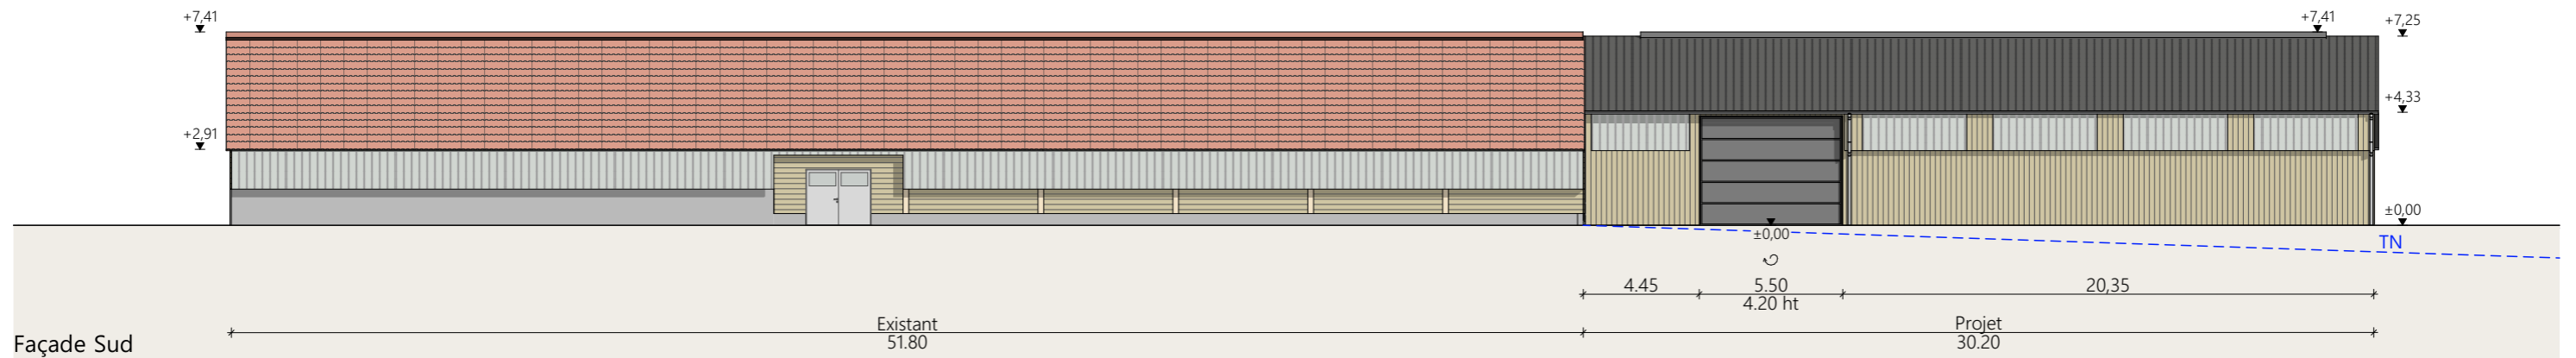 +7,41
+7,41
+7,25
+4,33
+2,91
±0,00
±0,00
TN
4.45
5.50
20,35
4.20 ht
Existant
Projet
Façade Sud
51.80
30.20